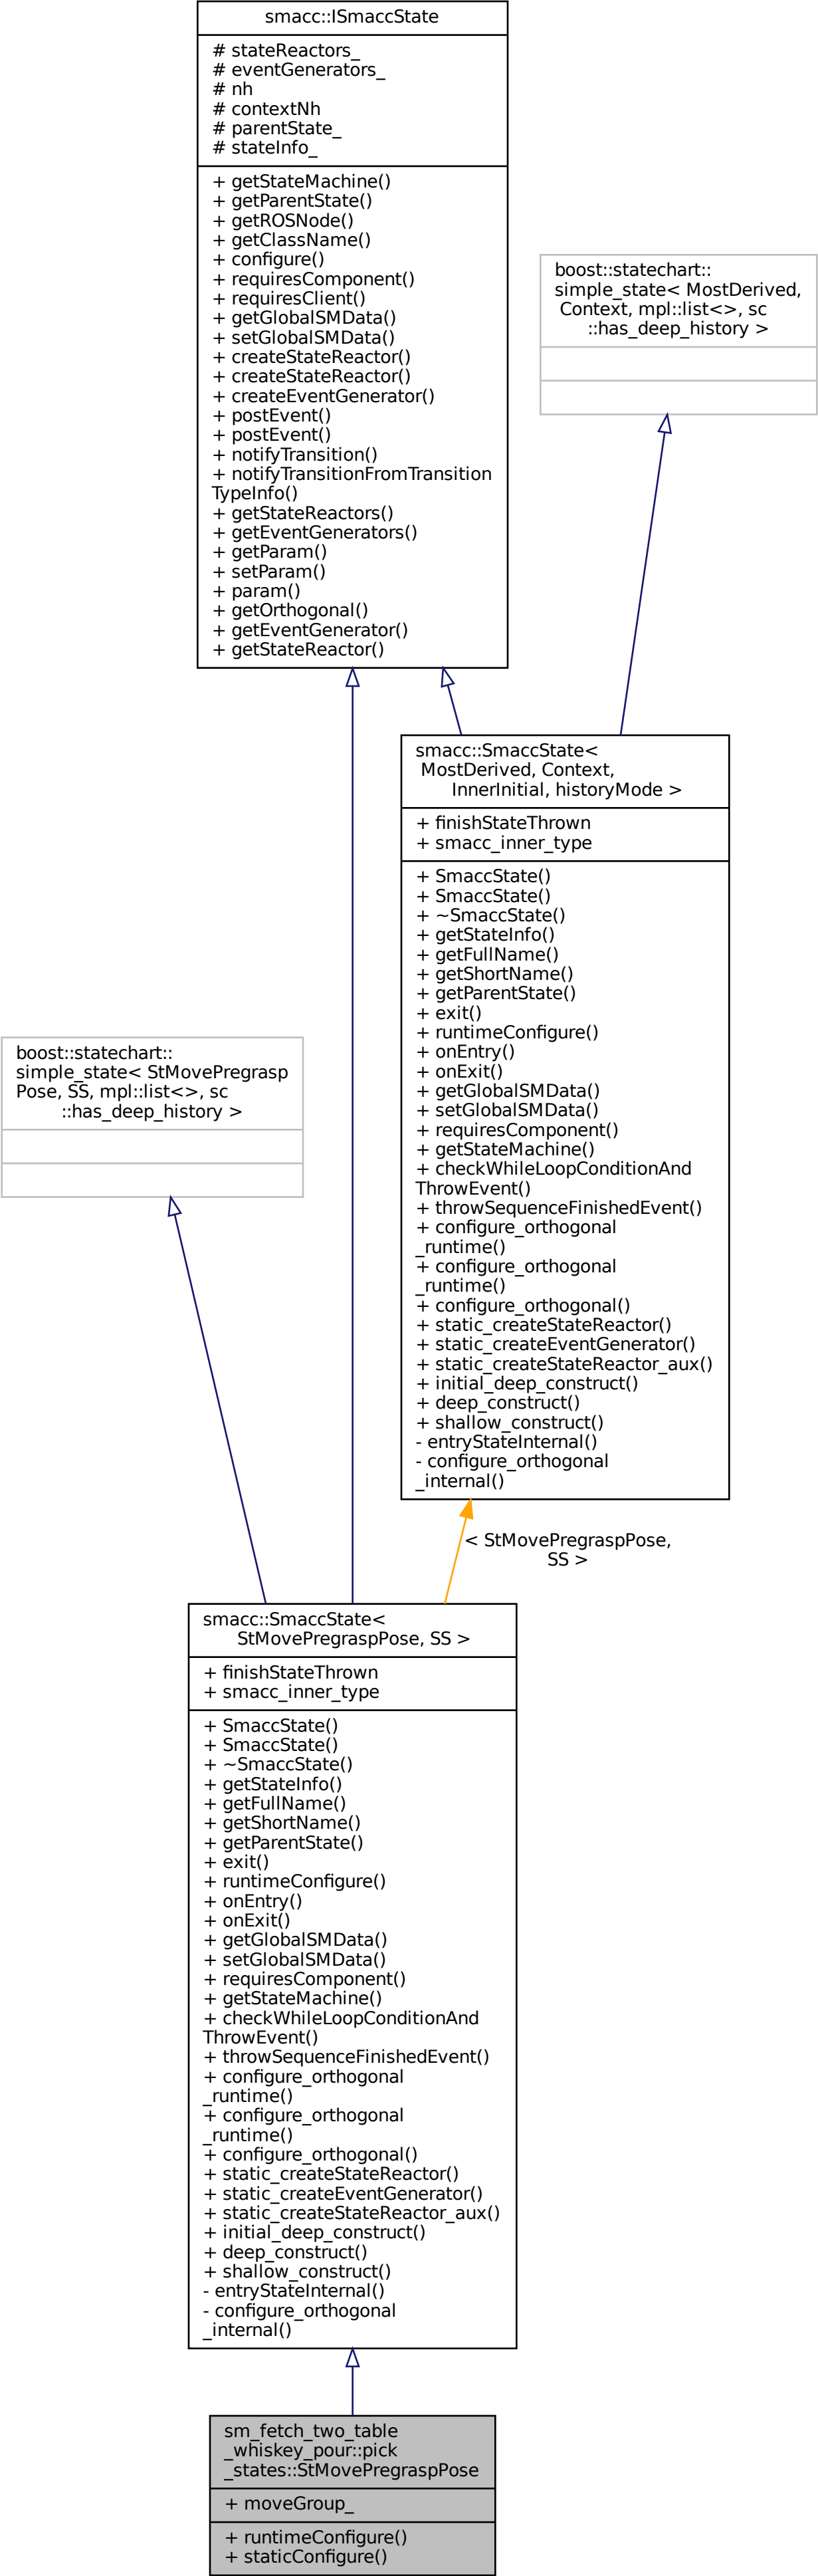 smacc::ISmaccState
# stateReactors_
# eventGenerators_
# nh
# contextNh
# parentState_
# stateInfo_
+ getStateMachine()
+ getParentState()
+ getROSNode()
+ getClassName()
+ configure()
+ requiresComponent()
+ requiresClient()
+ getGlobalSMData()
+ setGlobalSMData()
+ createStateReactor()
+ createStateReactor()
+ createEventGenerator()
+ postEvent()
+ postEvent()
+ notifyTransition()
+ notifyTransitionFromTransition
TypeInfo()
+ getStateReactors()
+ getEventGenerators()
+ getParam()
+ setParam()
+ param()
+ getOrthogonal()
+ getEventGenerator()
+ getStateReactor()
boost::statechart::
simple_state< MostDerived,
Context, mpl::list<>, sc
::has_deep_history >
smacc::SmaccState<
MostDerived, Context,
InnerInitial, historyMode >
+ finishStateThrown
+ smacc_inner_type
+ SmaccState()
+ SmaccState()
+ ~SmaccState()
+ getStateInfo()
+ getFullName()
+ getShortName()
+ getParentState()
+ exit()
+ runtimeConfigure()
+ onEntry()
+ onExit()
+ getGlobalSMData()
+ setGlobalSMData()
+ requiresComponent()
+ getStateMachine()
+ checkWhileLoopConditionAnd
ThrowEvent()
+ throwSequenceFinishedEvent()
+ configure_orthogonal
_runtime()
+ configure_orthogonal
_runtime()
+ configure_orthogonal()
+ static_createStateReactor()
+ static_createEventGenerator()
+ static_createStateReactor_aux()
+ initial_deep_construct()
+ deep_construct()
+ shallow_construct()
- entryStateInternal()
- configure_orthogonal
_internal()
boost::statechart::
simple_state< StMovePregrasp
Pose, SS, mpl::list<>, sc
::has_deep_history >
< StMovePregraspPose,
SS >
smacc::SmaccState<
StMovePregraspPose, SS >
+ finishStateThrown
+ smacc_inner_type
+ SmaccState()
+ SmaccState()
+ ~SmaccState()
+ getStateInfo()
+ getFullName()
+ getShortName()
+ getParentState()
+ exit()
+ runtimeConfigure()
+ onEntry()
+ onExit()
+ getGlobalSMData()
+ setGlobalSMData()
+ requiresComponent()
+ getStateMachine()
+ checkWhileLoopConditionAnd
ThrowEvent()
+ throwSequenceFinishedEvent()
+ configure_orthogonal
_runtime()
+ configure_orthogonal
_runtime()
+ configure_orthogonal()
+ static_createStateReactor()
+ static_createEventGenerator()
+ static_createStateReactor_aux()
+ initial_deep_construct()
+ deep_construct()
+ shallow_construct()
- entryStateInternal()
- configure_orthogonal
_internal()
sm_fetch_two_table
_whiskey_pour::pick
_states::StMovePregraspPose
+ moveGroup_
+ runtimeConfigure()
+ staticConfigure()